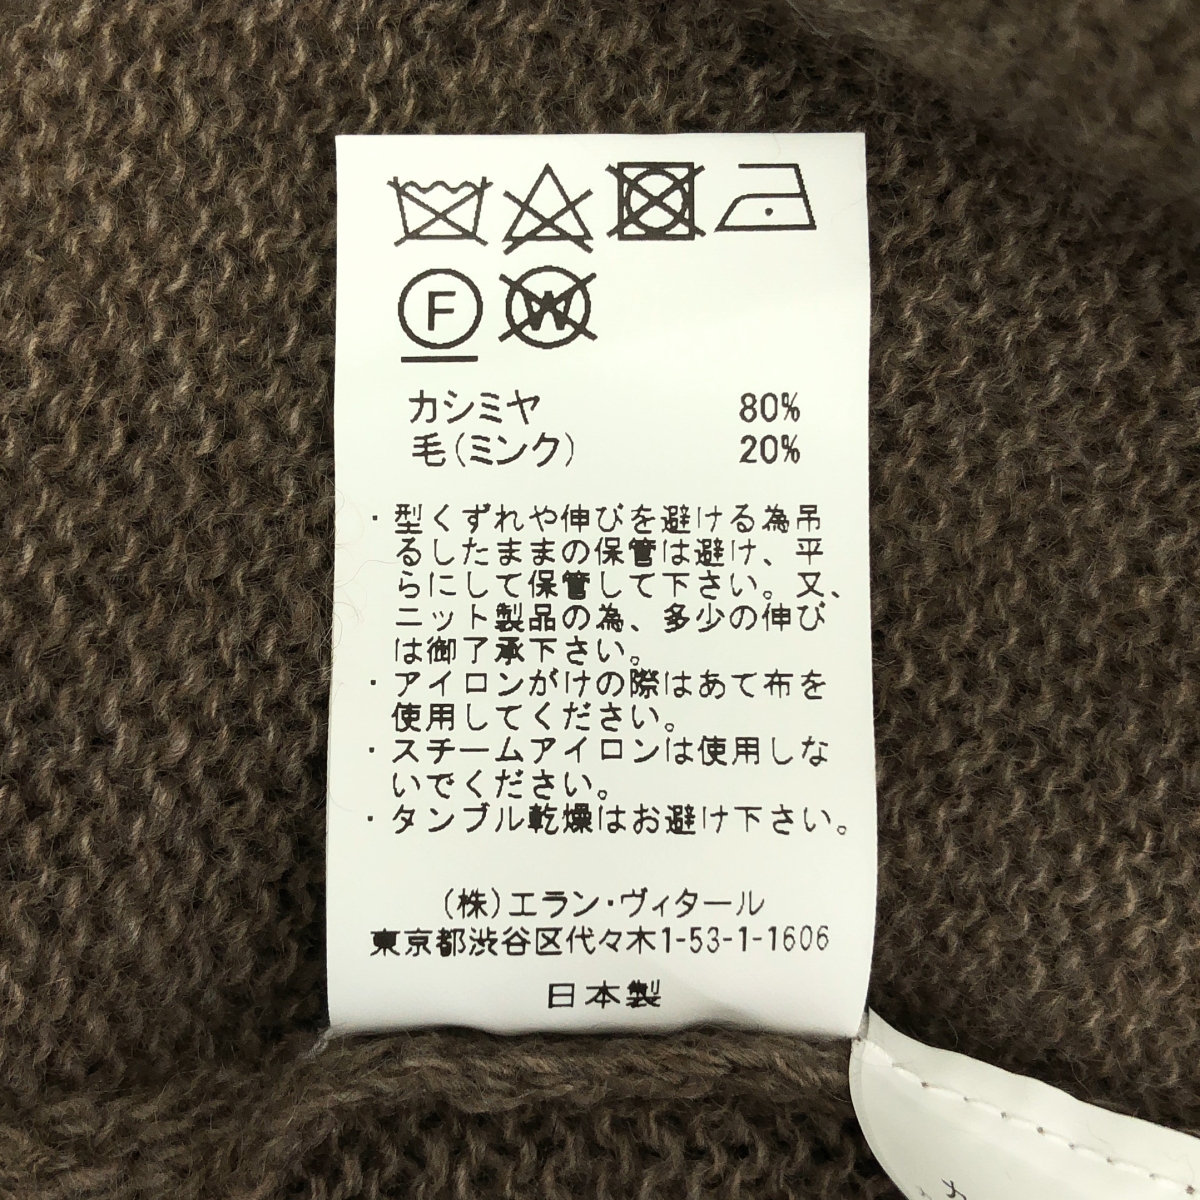 F W
カシミヤ 80%
毛(ミンク) 20%
・型くずれや伸びを避ける為吊
るしたままの保管は避け、平
らにして保管して下さい。又、
ニット製品の為、多少の伸び
は御了承下さい。
・アイロンがけの際はあて布を
使用してください。
・スチームアイロンは使用しな
いでください。
・タンブル乾燥はお避け下さい。
(株)エラン・ヴィタール
東京都渋谷区代々木1-53-1-1606
日本製